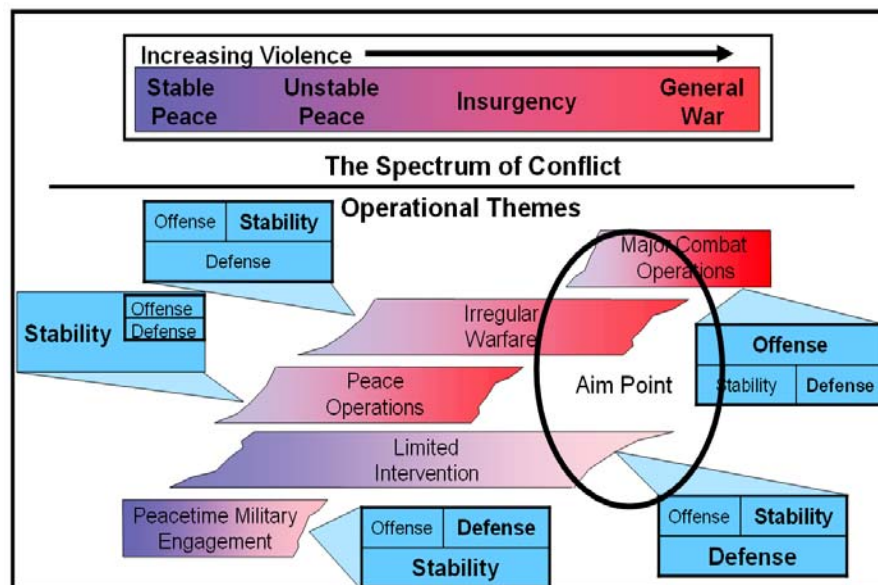 Increasing Violence
Stable Peace
Unstable Peace
Insurgency
General War
The Spectrum of Conflict
Operational Themes
Offense
Stability
Defense
Major Combat
Operations
Stability
Offense
Defense
Irregular
Warfare
Offense
Stability
Defense
Peace
Operations
Aim Point
Limited
Intervention
Peacetime Military
Engagement
Offense
Defense
Stability
Offense
Stability
Defense